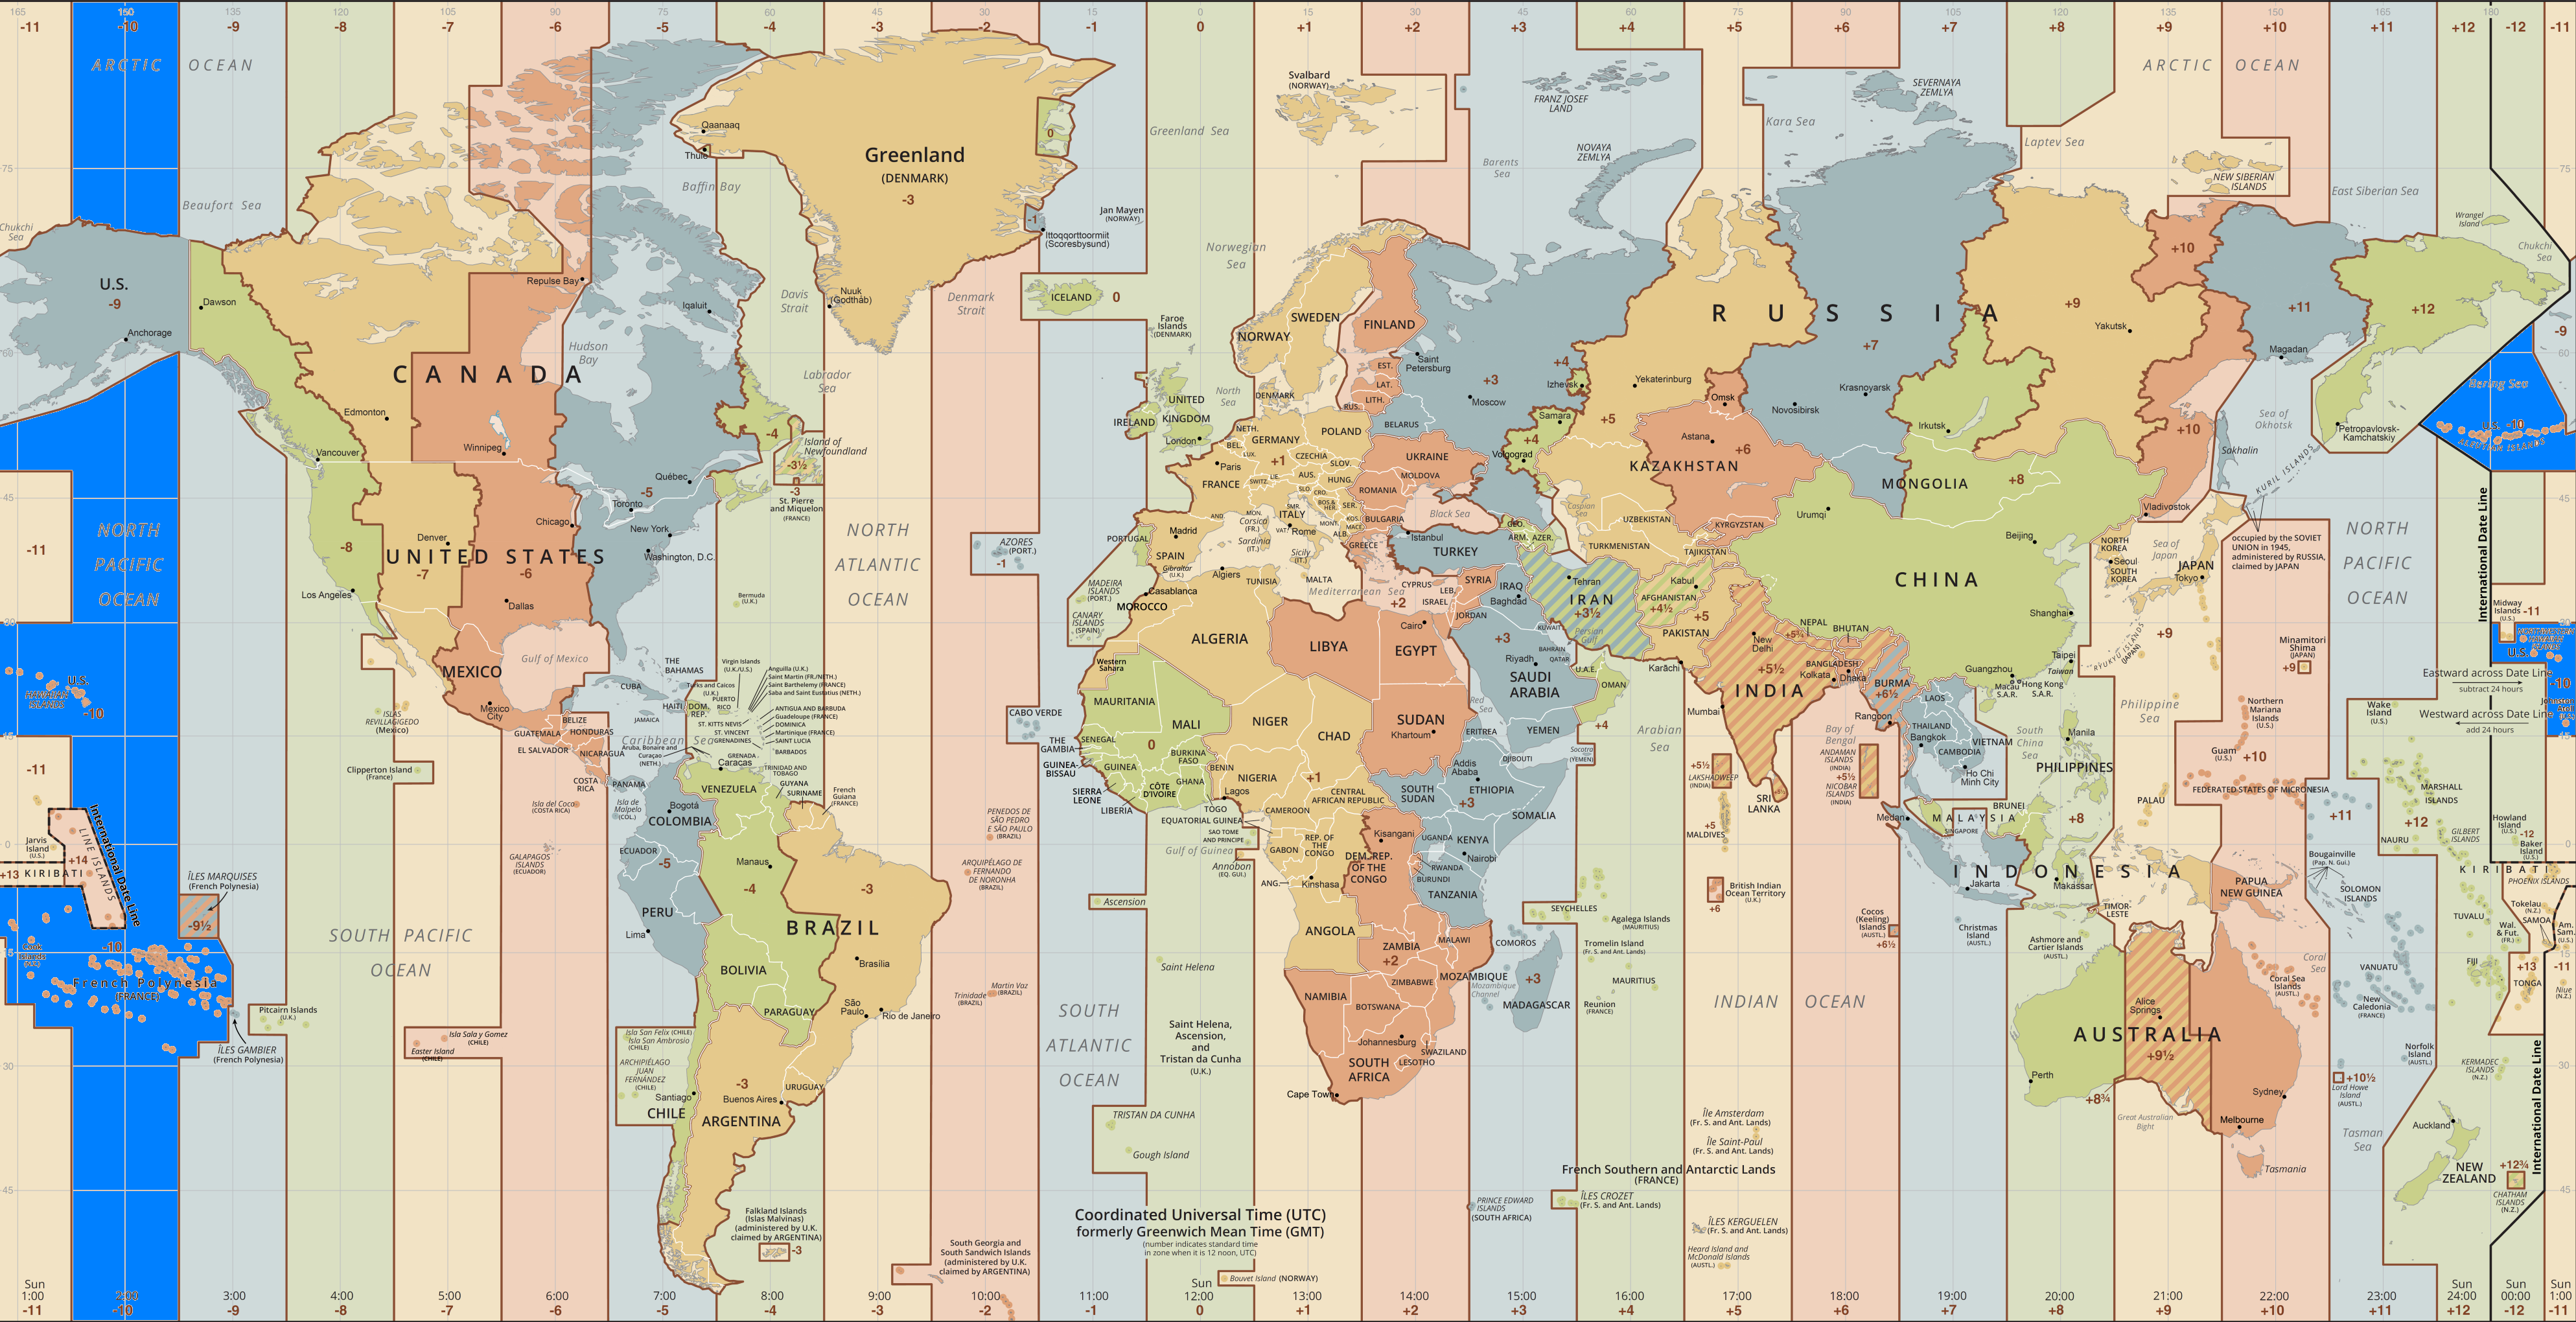 165 150 135 120 105 90 75 60 45 30 15 0 15 30 45 60 75 90 105 120 135 150 165 180
-11 -10 -9 -8 -7 -6 -5 -4 -3 -2 -1 0 +1 +2 +3 +4 +5 +6 +7 +8 +9 +10 +11 +12 -12 -11
ARCTIC OCEAN
ARCTIC OCEAN
Chukchi
Sea
Beaufort Sea
Baffin Bay
Greenland Sea
Svalbard
(NORWAY)
FRANZ JOSEF
LAND
SEVERNAYA
ZEMLYA
Kara Sea
Barents
Sea
NOVAYA
ZEMLYA
Laptev Sea
NEW SIBERIAN
ISLANDS
East Siberian Sea
Wrangel
Island
Chukchi
Sea
Qaanaaq
Thule
Greenland
(DENMARK)
-3
0
-1
Ittoqqortoormiit
(Scoresbysund)
Jan Mayen
(NORWAY)
Norwegian
Sea
Nuuk
(Godthåb)
Denmark
Strait
Davis
Strait
ICELAND
0
Faroe
Islands
(DENMARK)
U.S.
-9
Anchorage
Dawson
Repulse Bay
Iqaluit
Hudson
Bay
Labrador
Sea
CANADA
Edmonton
Winnipeg
Vancouver
Québec
Toronto
-5
-4
-3½
Island of
Newfoundland
-3
St. Pierre
and Miquelon
(FRANCE)
NORTH
PACIFIC
OCEAN
-11
-8
UNITED STATES
Denver
-7
-6
Chicago
New York
Washington, D.C.
Los Angeles
Dallas
Bermuda
(U.K.)
NORTH
ATLANTIC
OCEAN
AZORES
(PORT.)
-1
MADEIRA
ISLANDS
(PORT.)
CANARY
ISLANDS
(SPAIN)
U.S.
HAWAIIAN
ISLANDS
-10
MEXICO
Mexico
City
Gulf of Mexico
ISLAS
REVILLAGIGEDO
(Mexico)
Clipperton Island
(France)
THE
BAHAMAS
CUBA
JAMAICA
HAITI
DOM.
REP.
PUERTO
RICO
Turks and Caicos
(U.K.)
Virgin Islands
(U.K./U.S.)
Anguilla (U.K.)
Saint Martin (FR./NETH.)
Saint Barthelemy (FRANCE)
Saba and Saint Eustatius (NETH.)
ANTIGUA AND BARBUDA
Guadeloupe (FRANCE)
DOMINICA
Martinique (FRANCE)
SAINT LUCIA
BARBADOS
ST. KITTS NEVIS
ST. VINCENT
GRENADINES
GRENADA
TRINIDAD AND
TOBAGO
Caribbean Sea
Aruba, Bonaire and
Curaçao
(NETH.)
BELIZE
GUATEMALA
HONDURAS
EL SALVADOR
NICARAGUA
COSTA
RICA
PANAMA
Isla del Coco
(COSTA RICA)
Isla de
Malpelo
(COL.)
Caracas
VENEZUELA
GUYANA
SURINAME
French
Guiana
(FRANCE)
Bogotá
COLOMBIA
ECUADOR
GALAPAGOS
ISLANDS
(ECUADOR)
-5
Manaus
-4
-3
PERU
Lima
BRAZIL
Brasília
BOLIVIA
PARAGUAY
São
Paulo
Rio de Janeiro
PENEDOS DE
SÃO PEDRO
E SÃO PAULO
(BRAZIL)
ARQUIPÉLAGO DE
FERNANDO
DE NORONHA
(BRAZIL)
Trinidade
(BRAZIL)
Martin Vaz
(BRAZIL)
Isla San Felix (CHILE)
Isla San Ambrosio
(CHILE)
ARCHIPIÉLAGO
JUAN
FERNÁNDEZ
(CHILE)
Santiago
CHILE
-3
Buenos Aires
URUGUAY
ARGENTINA
Falkland Islands
(Islas Malvinas)
(administered by U.K.
claimed by ARGENTINA)
-3
South Georgia and
South Sandwich Islands
(administered by U.K.
claimed by ARGENTINA)
-11
Jarvis
Island
(U.S.)
+14
LINE ISLANDS
International Date Line
+13 KIRIBATI
ÎLES MARQUISES
(French Polynesia)
-9½
-10
Cook
Islands
French Polynesia
(FRANCE)
ÎLES GAMBIER
(French Polynesia)
Pitcairn Islands
(U.K.)
SOUTH PACIFIC
OCEAN
Easter Island
(CHILE)
Isla Sala y Gomez
(CHILE)
CABO VERDE
UNITED
KINGDOM
IRELAND
London
North
Sea
NORWAY
SWEDEN
FINLAND
DENMARK
EST.
LAT.
LITH.
RUS.
BELARUS
NETH.
BEL.
LUX.
GERMANY
POLAND
+1
CZECHIA
SLOV.
Paris
FRANCE
SWITZ.
LIE.
AUS.
HUNG.
SLO.
CRO.
BOS.&
HER.
SER.
ROMANIA
MOLDOVA
UKRAINE
BULGARIA
Black Sea
AND.
MON.
SMR.
ITALY
VAT.
Rome
MONT.
KOS.
MACE.
ALB.
GREECE
Corsica
(FR.)
Sardinia
(IT.)
Sicily
(IT.)
Madrid
SPAIN
PORTUGAL
Gibraltar
(U.K.)
Algiers
TUNISIA
MALTA
Mediterranean Sea
Istanbul
TURKEY
CYPRUS
LEB.
ISRAEL
SYRIA
JORDAN
IRAQ
Baghdad
+2
Casablanca
MOROCCO
ALGERIA
LIBYA
EGYPT
Cairo
Western
Sahara
MAURITANIA
MALI
NIGER
CHAD
SUDAN
Khartoum
ERITREA
SENEGAL
THE
GAMBIA
GUINEA-
BISSAU
GUINEA
SIERRA
LEONE
LIBERIA
CÔTE
D'IVOIRE
BURKINA
FASO
GHANA
TOGO
BENIN
0
NIGERIA
Lagos
+1
CAMEROON
CENTRAL
AFRICAN REPUBLIC
SOUTH
SUDAN
Addis
Ababa
ETHIOPIA
+3
DJIBOUTI
SOMALIA
EQUATORIAL GUINEA
SAO TOME
AND PRINCIPE
Gulf of Guinea
Annobón
(EQ. GUI.)
GABON
REP. OF
THE
CONGO
DEM. REP.
OF THE
CONGO
Kisangani
Kinshasa
ANG.
UGANDA
KENYA
Nairobi
RWANDA
BURUNDI
TANZANIA
Ascension
Saint Helena
ANGOLA
ZAMBIA
+2
MALAWI
MOZAMBIQUE
Mozambique
Channel
ZIMBABWE
NAMIBIA
BOTSWANA
Johannesburg
SWAZILAND
LESOTHO
SOUTH
AFRICA
Cape Town
COMOROS
+3
MADAGASCAR
SOUTH
ATLANTIC
OCEAN
Saint Helena,
Ascension,
and
Tristan da Cunha
(U.K.)
TRISTAN DA CUNHA
Gough Island
Coordinated Universal Time (UTC)
formerly Greenwich Mean Time (GMT)
(number indicates standard time
in zone when it is 12 noon, UTC)
Bouvet Island (NORWAY)
RUSSIA
Saint
Petersburg
Moscow
+3
+4
Izhevsk
Samara
+4
Volgograd
Yekaterinburg
+5
Omsk
Novosibirsk
Krasnoyarsk
+7
Irkutsk
+8
+9
Yakutsk
+10
+11
Magadan
+12
+10
Petropavlovsk-
Kamchatskiy
Sea of
Okhotsk
Sakhalin
KURIL ISLANDS
Vladivostok
Astana
+6
KAZAKHSTAN
Caspian
Sea
GEO.
ARM.
AZER.
UZBEKISTAN
TURKMENISTAN
KYRGYZSTAN
TAJIKISTAN
Tehran
IRAN
+3½
Kabul
AFGHANISTAN
+4½
PAKISTAN
+5
Karāchi
KUWAIT
Persian
Gulf
BAHRAIN
QATAR
Riyadh
SAUDI
ARABIA
+3
U.A.E.
OMAN
YEMEN
+4
Red
Sea
Socotra
(YEMEN)
Arabian
Sea
New
Delhi
NEPAL
+5¾
BHUTAN
BANGLADESH
Dhaka
Kolkata
+5½
INDIA
Mumbai
SRI
LANKA
+5½
LAKSHADWEEP
(INDIA)
+5
MALDIVES
Bay of
Bengal
ANDAMAN
ISLANDS
(INDIA)
+5½
NICOBAR
ISLANDS
(INDIA)
BURMA
+6½
Rangoon
LAOS
THAILAND
Bangkok
CAMBODIA
VIETNAM
Ho Chi
Minh City
MONGOLIA
Urumqi
CHINA
Beijing
Shanghai
Guangzhou
Macau
S.A.R.
Hong Kong
S.A.R.
Taipei
Taiwan
NORTH
KOREA
Seoul
SOUTH
KOREA
Sea of
Japan
JAPAN
Tokyo
+9
RYUKYU ISLANDS
(JAPAN)
occupied by the SOVIET
UNION in 1945,
administered by RUSSIA,
claimed by JAPAN
NORTH
PACIFIC
OCEAN
Philippine
Sea
South
China
Sea
Manila
PHILIPPINES
+8
PALAU
BRUNEI
MALAYSIA
SINGAPORE
Medan
INDONESIA
Jakarta
Makassar
TIMOR-
LESTE
Minamitori
Shima
(JAPAN)
+9
Northern
Mariana
Islands
(U.S.)
Guam
(U.S.)
+10
FEDERATED STATES OF MICRONESIA
+11
Wake
Island
(U.S.)
MARSHALL
ISLANDS
+12
NAURU
GILBERT
ISLANDS
KIRIBATI
PHOENIX ISLANDS
Bering Sea
U.S. -10
ALEUTIAN ISLANDS
-9
International Date Line
Midway
Islands
(U.S.)
-11
U.S.
-10
Johnston
Atoll
Eastward across Date Line
subtract 24 hours
Westward across Date Line
add 24 hours
Howland
Island
(U.S.)
-12
Baker
Island
(U.S.)
PAPUA
NEW GUINEA
Bougainville
(Pap. N. Gui.)
SOLOMON
ISLANDS
TUVALU
Tokelau
(N.Z.)
SAMOA
Wal.
& Fut.
(FR.)
Am.
Sam.
(U.S.)
FIJI
+13
TONGA
-11
Niue
(N.Z.)
VANUATU
New
Caledonia
(FRANCE)
Coral
Sea
Coral Sea
Islands
(AUSTL.)
Norfolk
Island
(AUSTL.)
KERMADEC
ISLANDS
(N.Z.)
+10½
Lord Howe
Island
(AUSTL.)
Tasman
Sea
Auckland
NEW
ZEALAND
+12¾
CHATHAM
ISLANDS
(N.Z.)
International Date Line
SEYCHELLES
Agalega Islands
(MAURITIUS)
Tromelin Island
(Fr. S. and Ant. Lands)
MAURITIUS
Reunion
(FRANCE)
British Indian
Ocean Territory
(U.K.)
+6
Cocos
(Keeling)
Islands
(AUSTL.)
+6½
Christmas
Island
(AUSTL.)
Ashmore and
Cartier Islands
(AUSTL.)
INDIAN OCEAN
Alice
Springs
AUSTRALIA
+9½
Perth
+8¾
Great Australian
Bight
Sydney
Melbourne
Tasmania
Île Amsterdam
(Fr. S. and Ant. Lands)
Île Saint-Paul
(Fr. S. and Ant. Lands)
French Southern and Antarctic Lands
(FRANCE)
PRINCE EDWARD
ISLANDS
(SOUTH AFRICA)
ÎLES CROZET
(Fr. S. and Ant. Lands)
ÎLES KERGUELEN
(Fr. S. and Ant. Lands)
Heard Island and
McDonald Islands
(AUSTL.)
Sun Sun Sun Sun Sun
1:00 2:00 3:00 4:00 5:00 6:00 7:00 8:00 9:00 10:00 11:00 12:00 13:00 14:00 15:00 16:00 17:00 18:00 19:00 20:00 21:00 22:00 23:00 24:00 00:00 1:00
-11 -10 -9 -8 -7 -6 -5 -4 -3 -2 -1 0 +1 +2 +3 +4 +5 +6 +7 +8 +9 +10 +11 +12 -12 -11